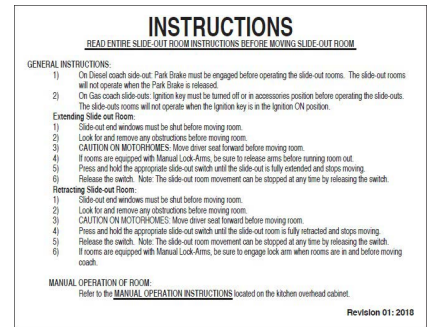 INSTRUCTIONS
READ ENTIRE SLIDE-OUT ROOM INSTRUCTIONS BEFORE MOVING SLIDE-OUT ROOM
GENERAL INSTRUCTIONS:
1) On Diesel coach side-out: Park Brake must be engaged before operating the slide-out rooms. The slide-out rooms
will not operate when the Park Brake is released.
2) On Gas coach slide-outs: Ignition key must be turned off or in accessories position before operating the slide-outs.
The slide-outs rooms will not operate when the Ignition key is in the Ignition ON position.
Extending Slide out Room:
1) Slide-out end windows must be shut before moving room.
2) Look for and remove any obstructions before moving room.
3) CAUTION ON MOTORHOMES: Move driver seat forward before moving room.
4) If rooms are equipped with Manual Lock-Arms, be sure to release arms before running room out.
5) Press and hold the appropriate slide-out switch until the slide-out is fully extended and stops moving.
6) Release the switch. Note: The slide-out room movement can be stopped at any time by releasing the switch.
Retracting Slide-out Room:
1) Slide-out end windows must be shut before moving room.
2) Look for and remove any obstructions before moving room.
3) CAUTION ON MOTORHOMES: Move driver seat forward before moving room.
4) Press and hold the appropriate slide-out switch until the slide-out room is fully retracted and stops moving.
5) Release the switch. Note: The slide-out room movement can be stopped at any time by releasing the switch.
6) If rooms are equipped with Manual Lock-Arms, be sure to engage lock arm when rooms are in and before moving
coach.
MANUAL OPERATION OF ROOM:
Refer to the MANUAL OPERATION INSTRUCTIONS located on the kitchen overhead cabinet.
Revision 01: 2018